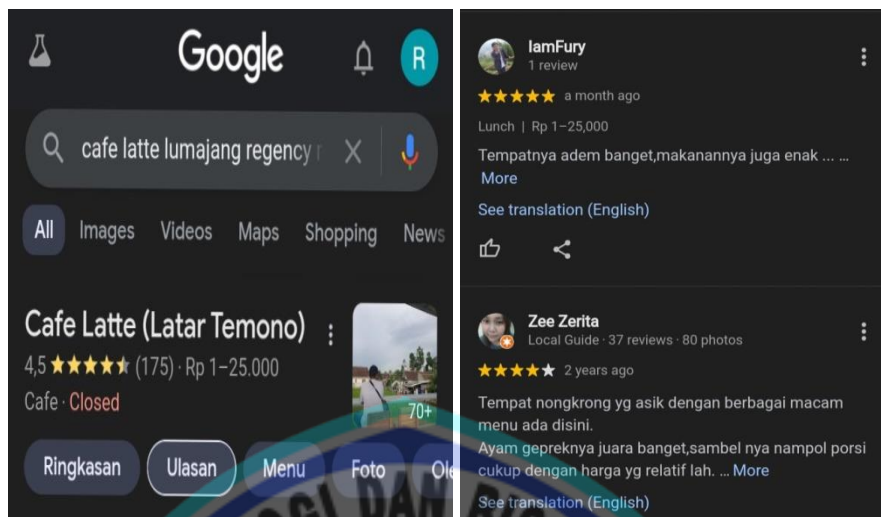 Google
R
cafe latte lumajang regency
All Images Videos Maps Shopping News
Cafe Latte (Latar Temono)
4,5 (175) · Rp 1–25.000
Cafe · Closed
70+
Ringkasan Ulasan Menu Foto Ole
OGI DAN
IamFury
1 review
a month ago
Lunch | Rp 1–25,000
Tempatnya adem banget,makanannya juga enak ... ...
More
See translation (English)
Zee Zerita
Local Guide · 37 reviews · 80 photos
2 years ago
Tempat nongkrong yg asik dengan berbagai macam
menu ada disini.
Ayam gepreknya juara banget,sambel nya nampol porsi
cukup dengan harga yg relatif lah. ... More
See translation (English)